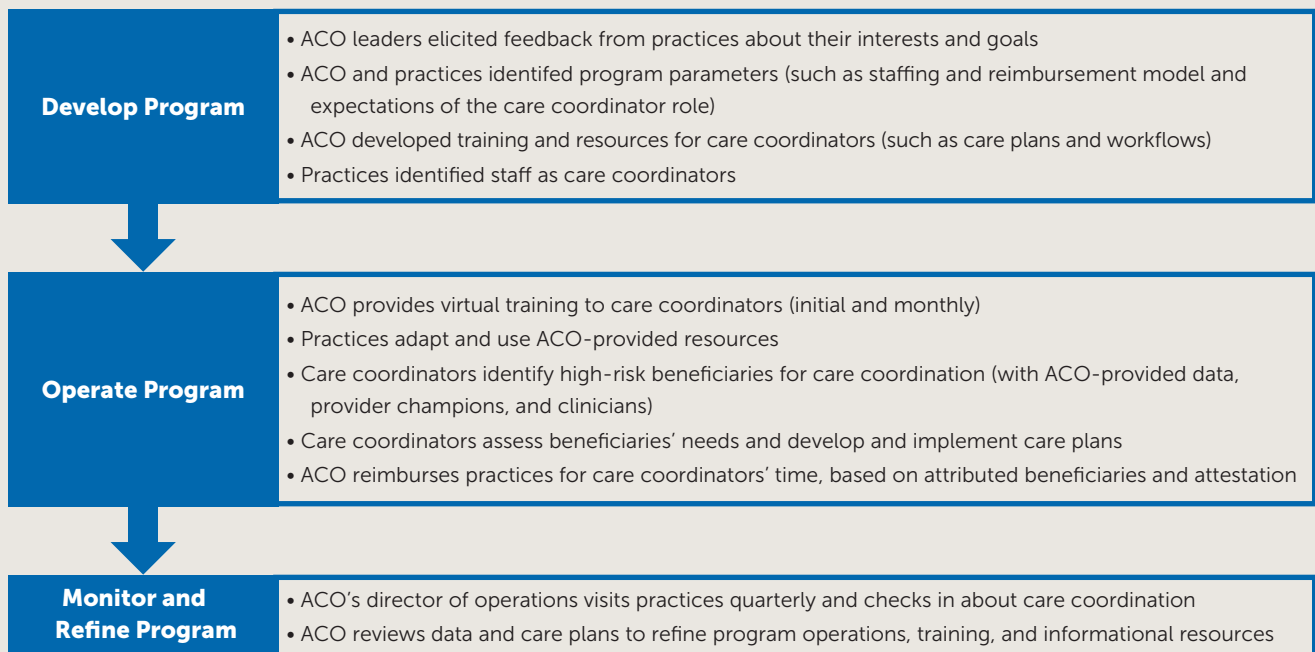 Develop Program
• ACO leaders elicited feedback from practices about their interests and goals
• ACO and practices identifed program parameters (such as staffing and reimbursement model and
expectations of the care coordinator role)
• ACO developed training and resources for care coordinators (such as care plans and workflows)
• Practices identified staff as care coordinators
Operate Program
• ACO provides virtual training to care coordinators (initial and monthly)
• Practices adapt and use ACO-provided resources
• Care coordinators identify high-risk beneficiaries for care coordination (with ACO-provided data,
provider champions, and clinicians)
• Care coordinators assess beneficiaries’ needs and develop and implement care plans
• ACO reimburses practices for care coordinators’ time, based on attributed beneficiaries and attestation
Monitor and
Refine Program
• ACO’s director of operations visits practices quarterly and checks in about care coordination
• ACO reviews data and care plans to refine program operations, training, and informational resources